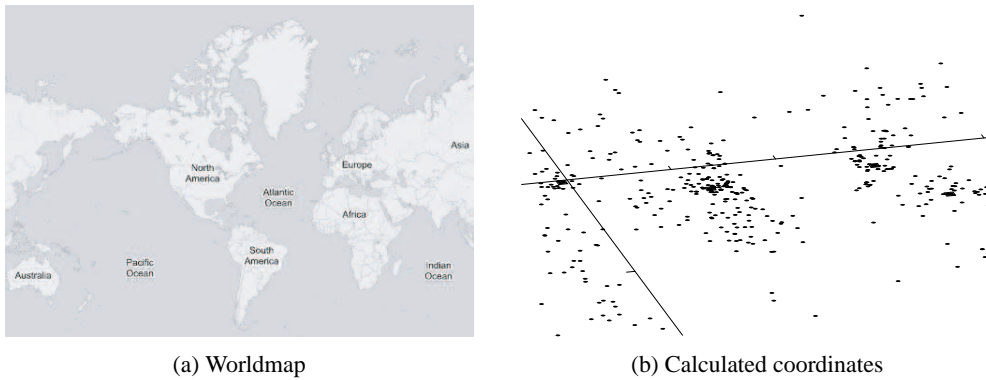 Asia
Europe
North
America
Atlantic
Ocean
Africa
South
America
Pacific
Ocean
Indian
Ocean
Australia
(a) Worldmap
(b) Calculated coordinates